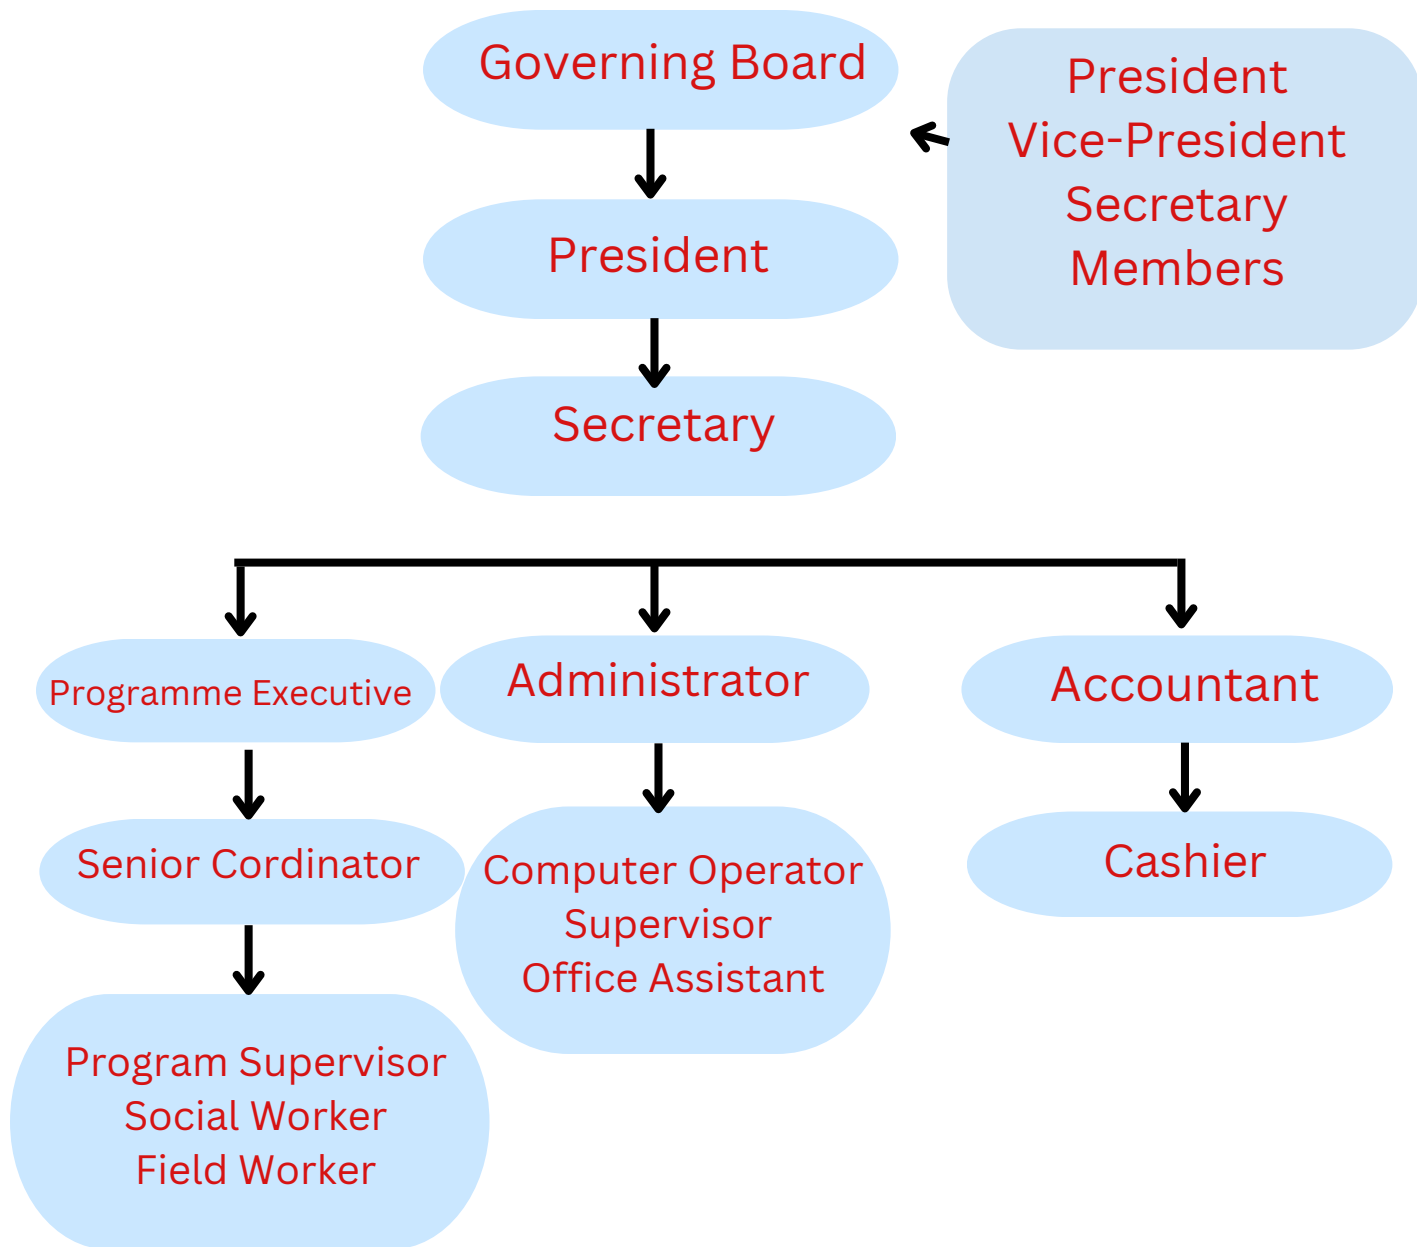 Governing Board
President
Vice-President
Secretary
Members
President
Secretary
Programme Executive
Administrator
Accountant
Senior Cordinator
Computer Operator
Supervisor
Office Assistant
Cashier
Program Supervisor
Social Worker
Field Worker